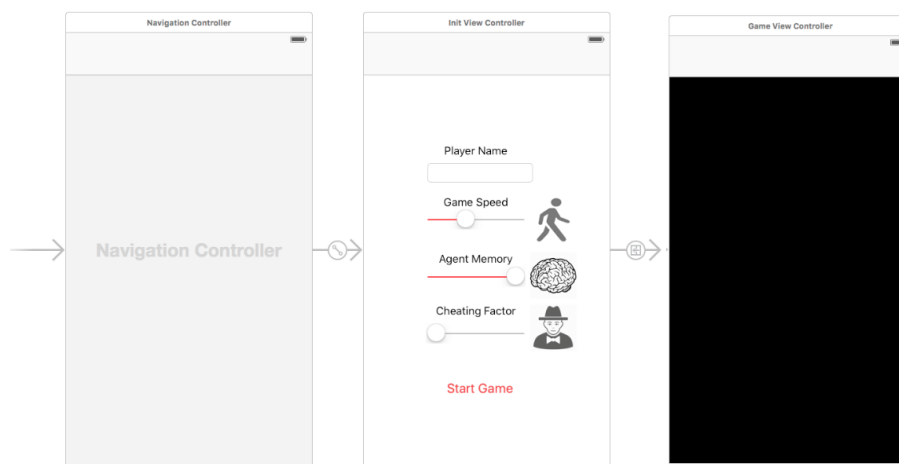 Navigation Controller
Init View Controller
Game View Controller
Navigation Controller
Player Name
Game Speed
Agent Memory
Cheating Factor
Start Game